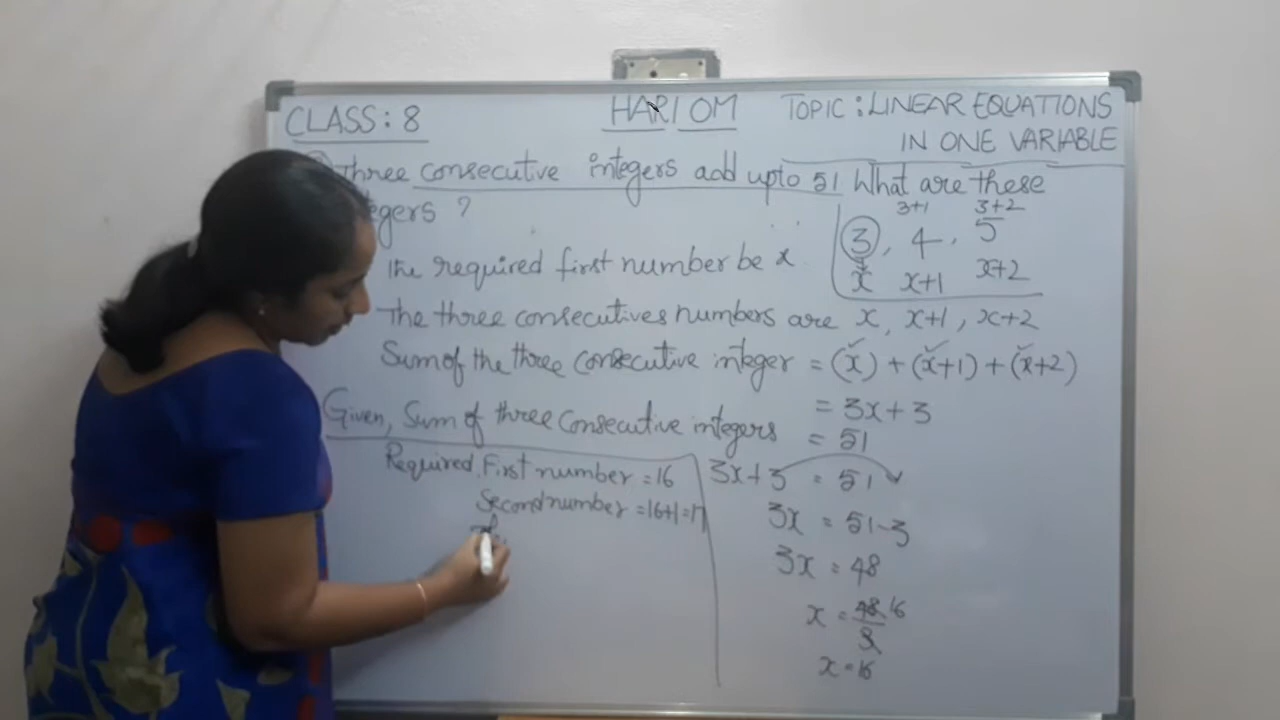 CLASS: 8
HARI OM
TOPIC: LINEAR EQUATIONS
IN ONE VARIABLE
Three consecutive integers add upto 51 What are these
egers ?
3+1 3+2
3, 4, 5
x x+1 x+2
the required first number be x
The three consecutives numbers are x, x+1, x+2
Sum of the three consecutive integer = (x) + (x+1) + (x+2)
= 3x+3
Given, Sum of three consecutive integers = 51
Required First number = 16
Second number = 16+1=17
3x+3 = 51
3x = 51-3
3x = 48
x = 48 16
3
x = 16